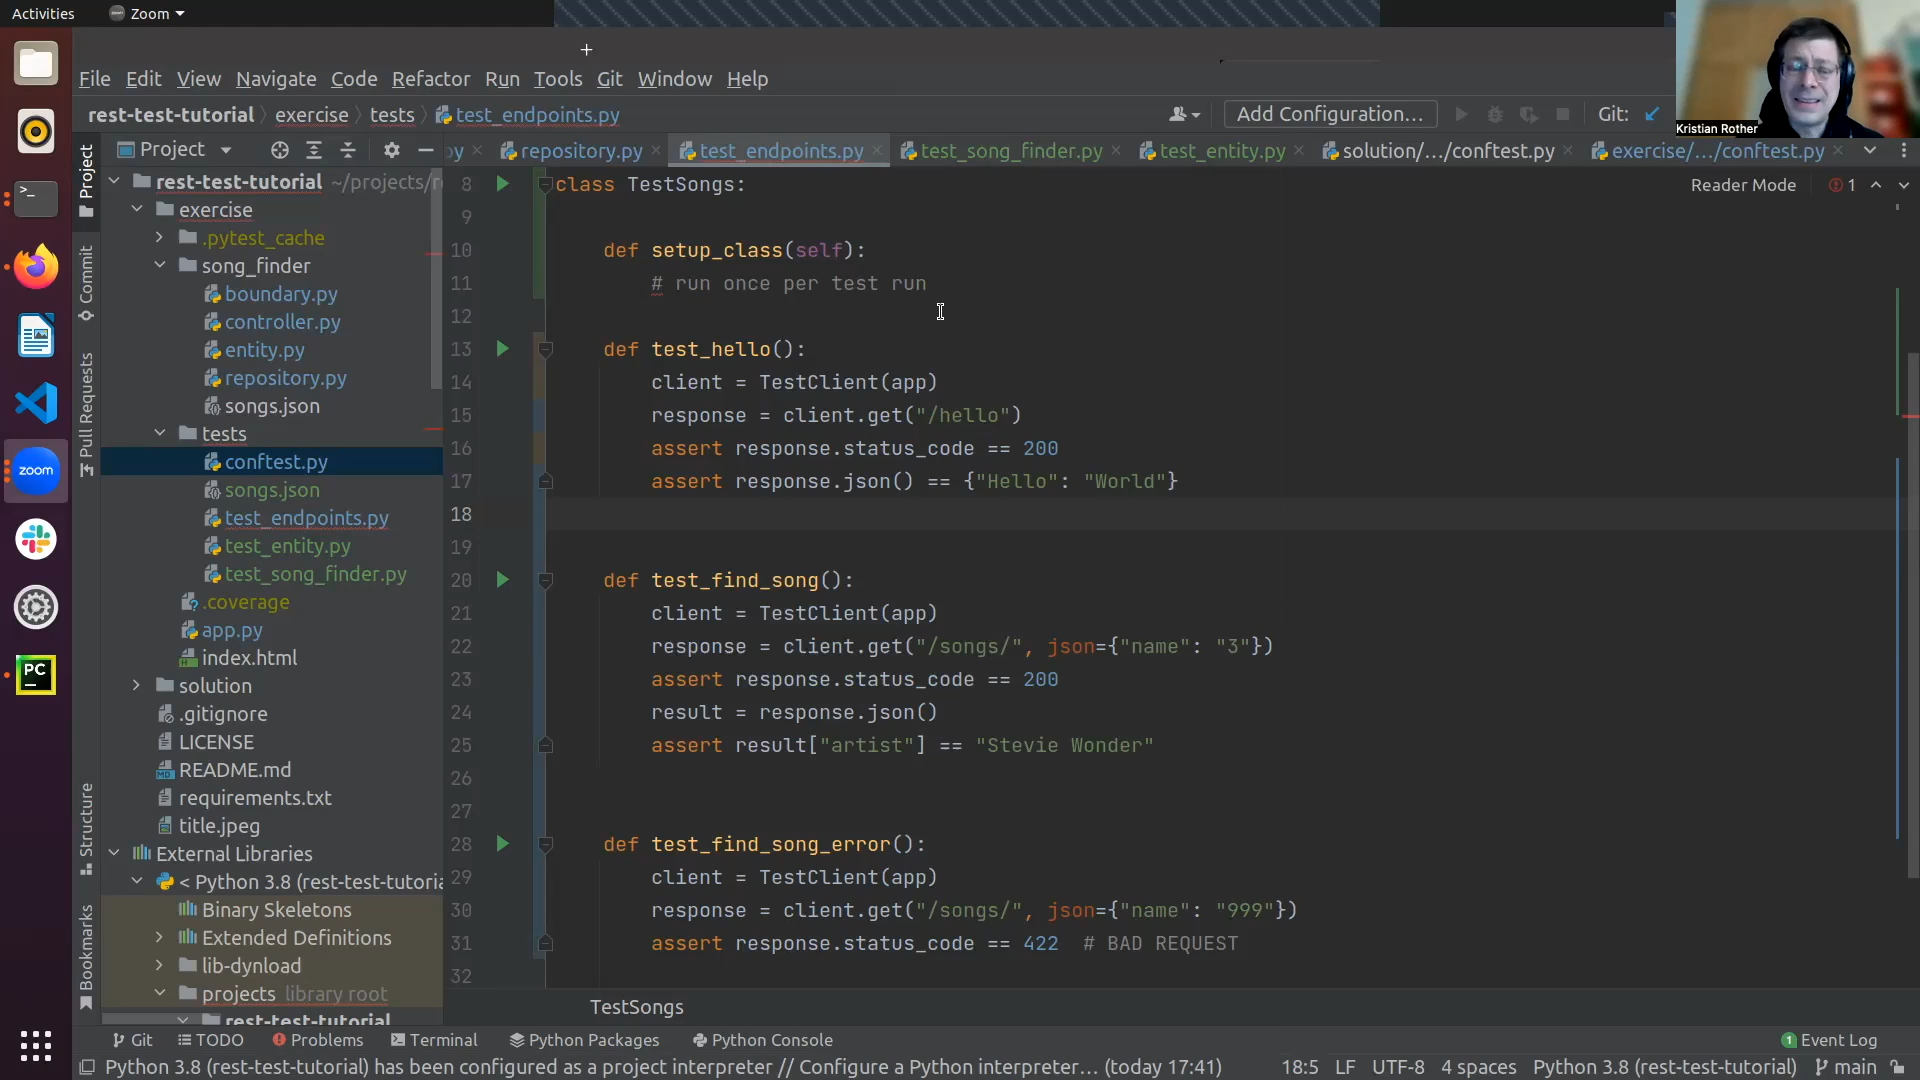 Activities
Zoom
File Edit View Navigate Code Refactor Run Tools Git Window Help
Kristian Rother
rest-test-tutorial exercise tests test_endpoints.py
Add Configuration...
Git:
Project
py
repository.py
test_endpoints.py
test_song_finder.py
test_entity.py
solution/.../conftest.py
exercise/.../conftest.py
Reader Mode
1
Project
Commit
Pull Requests
Structure
Bookmarks
zoom
PC
rest-test-tutorial ~/projects/r
exercise
.pytest_cache
song_finder
boundary.py
controller.py
entity.py
repository.py
songs.json
tests
conftest.py
songs.json
test_endpoints.py
test_entity.py
test_song_finder.py
.coverage
app.py
index.html
solution
.gitignore
LICENSE
README.md
requirements.txt
title.jpeg
External Libraries
< Python 3.8 (rest-test-tutoria
Binary Skeletons
Extended Definitions
lib-dynload
projects library root
rest-test-tutorial
8 class TestSongs:
9
10 def setup_class(self):
11 # run once per test run
12
13 def test_hello():
14 client = TestClient(app)
15 response = client.get("/hello")
16 assert response.status_code == 200
17 assert response.json() == {"Hello": "World"}
18
19
20 def test_find_song():
21 client = TestClient(app)
22 response = client.get("/songs/", json={"name": "3"})
23 assert response.status_code == 200
24 result = response.json()
25 assert result["artist"] == "Stevie Wonder"
26
27
28 def test_find_song_error():
29 client = TestClient(app)
30 response = client.get("/songs/", json={"name": "999"})
31 assert response.status_code == 422 # BAD REQUEST
32
TestSongs
Git TODO Problems Terminal Python Packages Python Console
1 Event Log
Python 3.8 (rest-test-tutorial) has been configured as a project interpreter // Configure a Python interpreter... (today 17:41)
18:5 LF UTF-8 4 spaces Python 3.8 (rest-test-tutorial) main